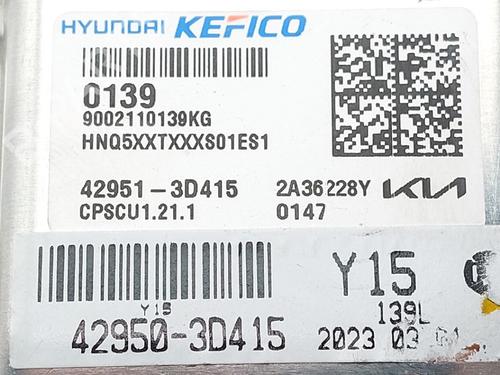 HYUNDAI KEFICO
0139
9002110139KG
HNQ5XXTXXXS01ES1
42951-3D415 2A36228Y KIA
CPSCU1.21.1 0147
Y15
Y15
139L
42950-3D415 2023 03